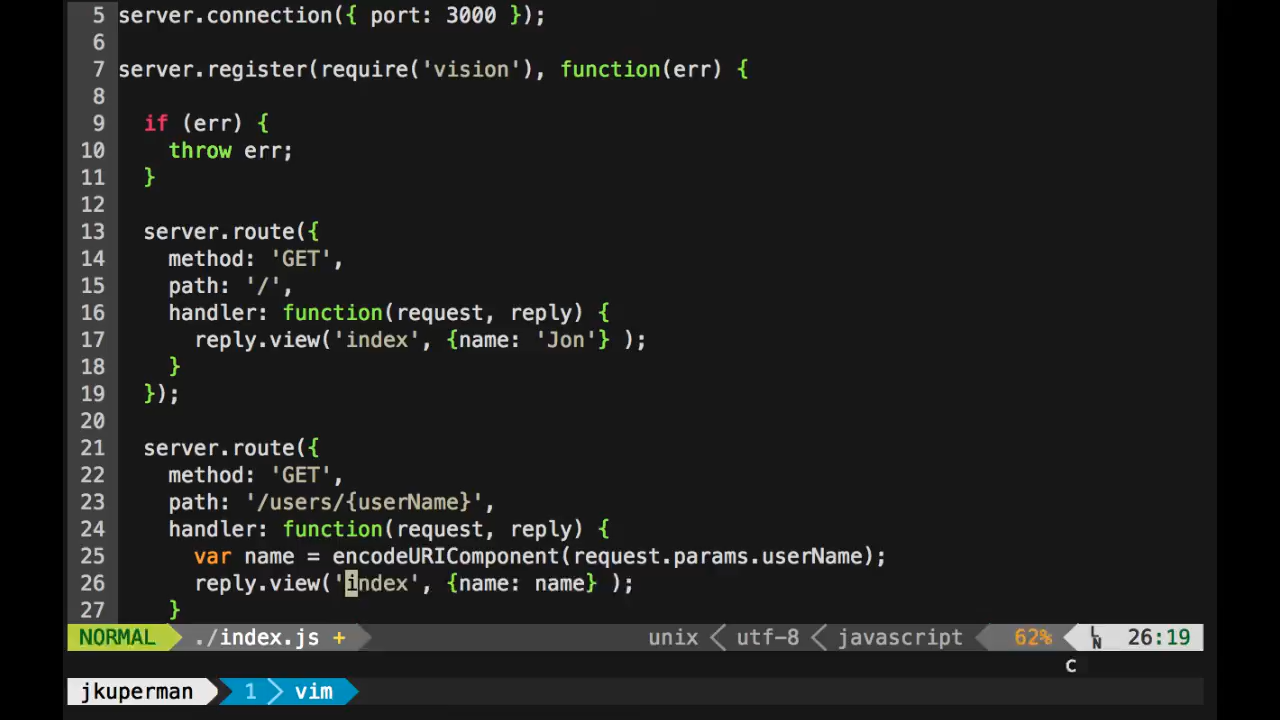 5 server.connection({ port: 3000 });
6
7 server.register(require('vision'), function(err) {
8
9 if (err) {
10 throw err;
11 }
12
13 server.route({
14 method: 'GET',
15 path: '/',
16 handler: function(request, reply) {
17 reply.view('index', {name: 'Jon'} );
18 }
19 });
20
21 server.route({
22 method: 'GET',
23 path: '/users/{userName}',
24 handler: function(request, reply) {
25 var name = encodeURIComponent(request.params.userName);
26 reply.view('index', {name: name} );
27 }
NORMAL ./index.js + unix utf-8 javascript 62% LN 26:19
c
jkuperman 1 vim